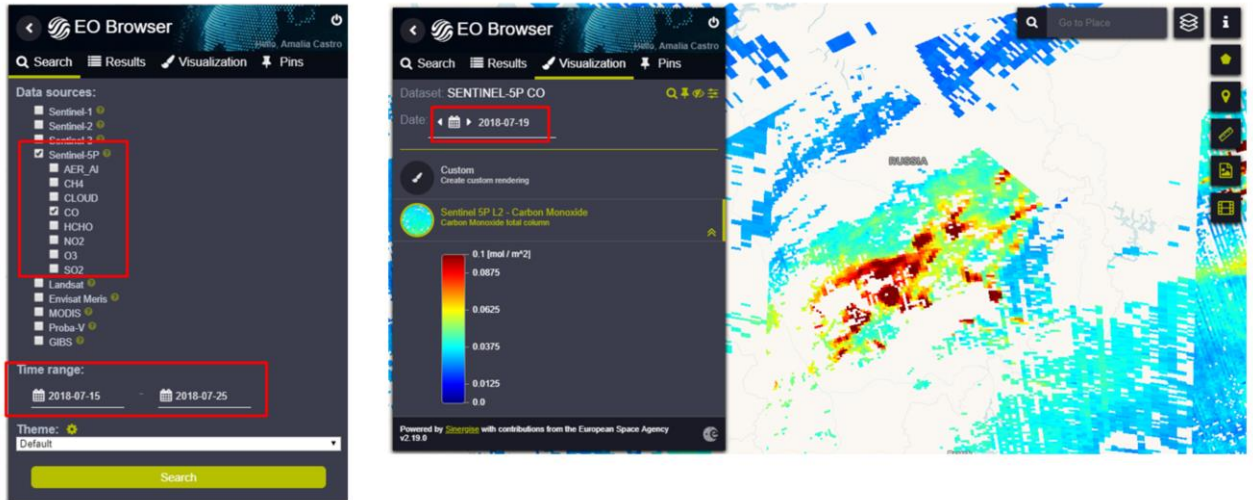 EO Browser
Hello, Amalia Castro
Search Results Visualization Pins
Data sources:
Sentinel-1
Sentinel-2
Sentinel-3
Sentinel-5P
AER_AI
CH4
CLOUD
CO
HCHO
NO2
O3
SO2
Landsat
Envisat Meris
MODIS
Proba-V
GIBS
Time range:
2018-07-15 - 2018-07-25
Theme:
Default
Search
EO Browser
Hello, Amalia Castro
Search Results Visualization Pins
Dataset: SENTINEL-5P CO
Date: 2018-07-19
Custom
Create custom rendering
Sentinel 5P L2 - Carbon Monoxide
Carbon Monoxide total column
0.1 [mol / m^2]
0.0875
0.0625
0.0375
0.0125
0.0
Powered by Sinergise with contributions from the European Space Agency
v2.19.0
Go to Place
RUSSIA